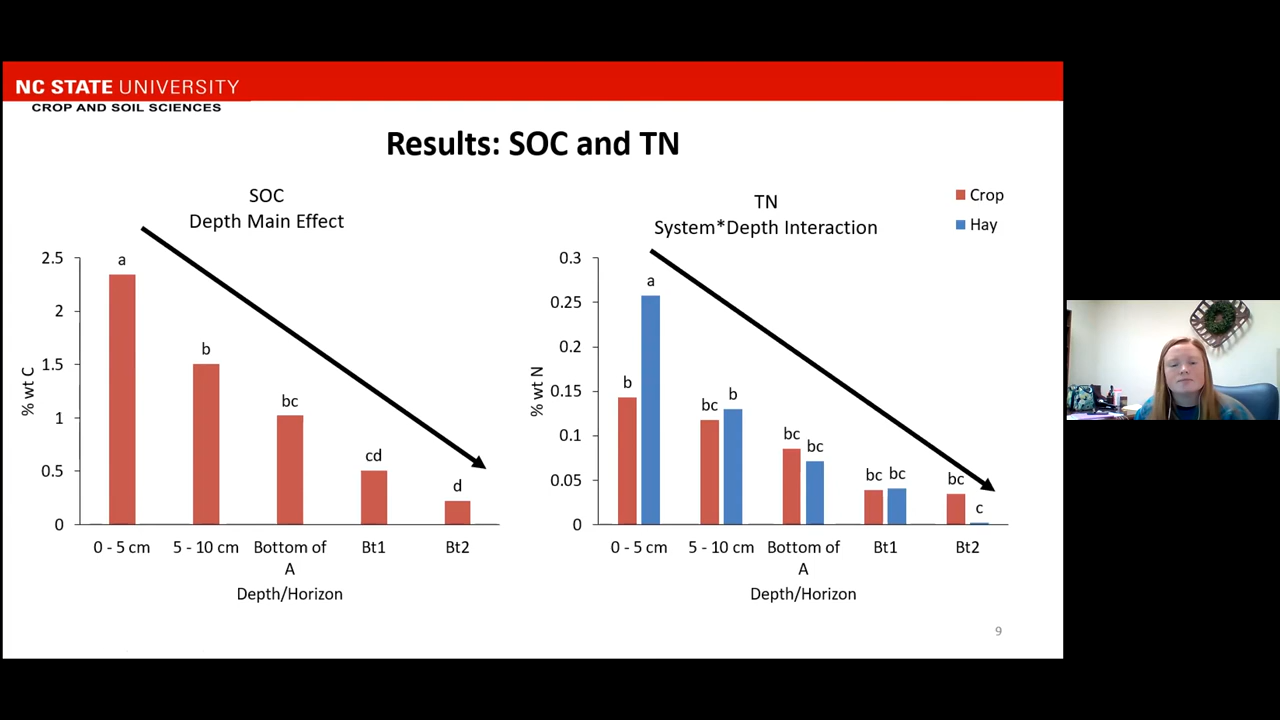 NC STATE UNIVERSITY
CROP AND SOIL SCIENCES
Results: SOC and TN
SOC
Depth Main Effect
2.5
2
1.5
1
0.5
0
% wt C
a
b
bc
cd
d
0 - 5 cm
5 - 10 cm
Bottom of
A
Bt1
Bt2
Depth/Horizon
TN
System*Depth Interaction
Crop
Hay
0.3
0.25
0.2
0.15
0.1
0.05
0
% wt N
b
a
bc
b
bc
bc
bc
bc
bc
c
0 - 5 cm
5 - 10 cm
Bottom of
A
Bt1
Bt2
Depth/Horizon
9